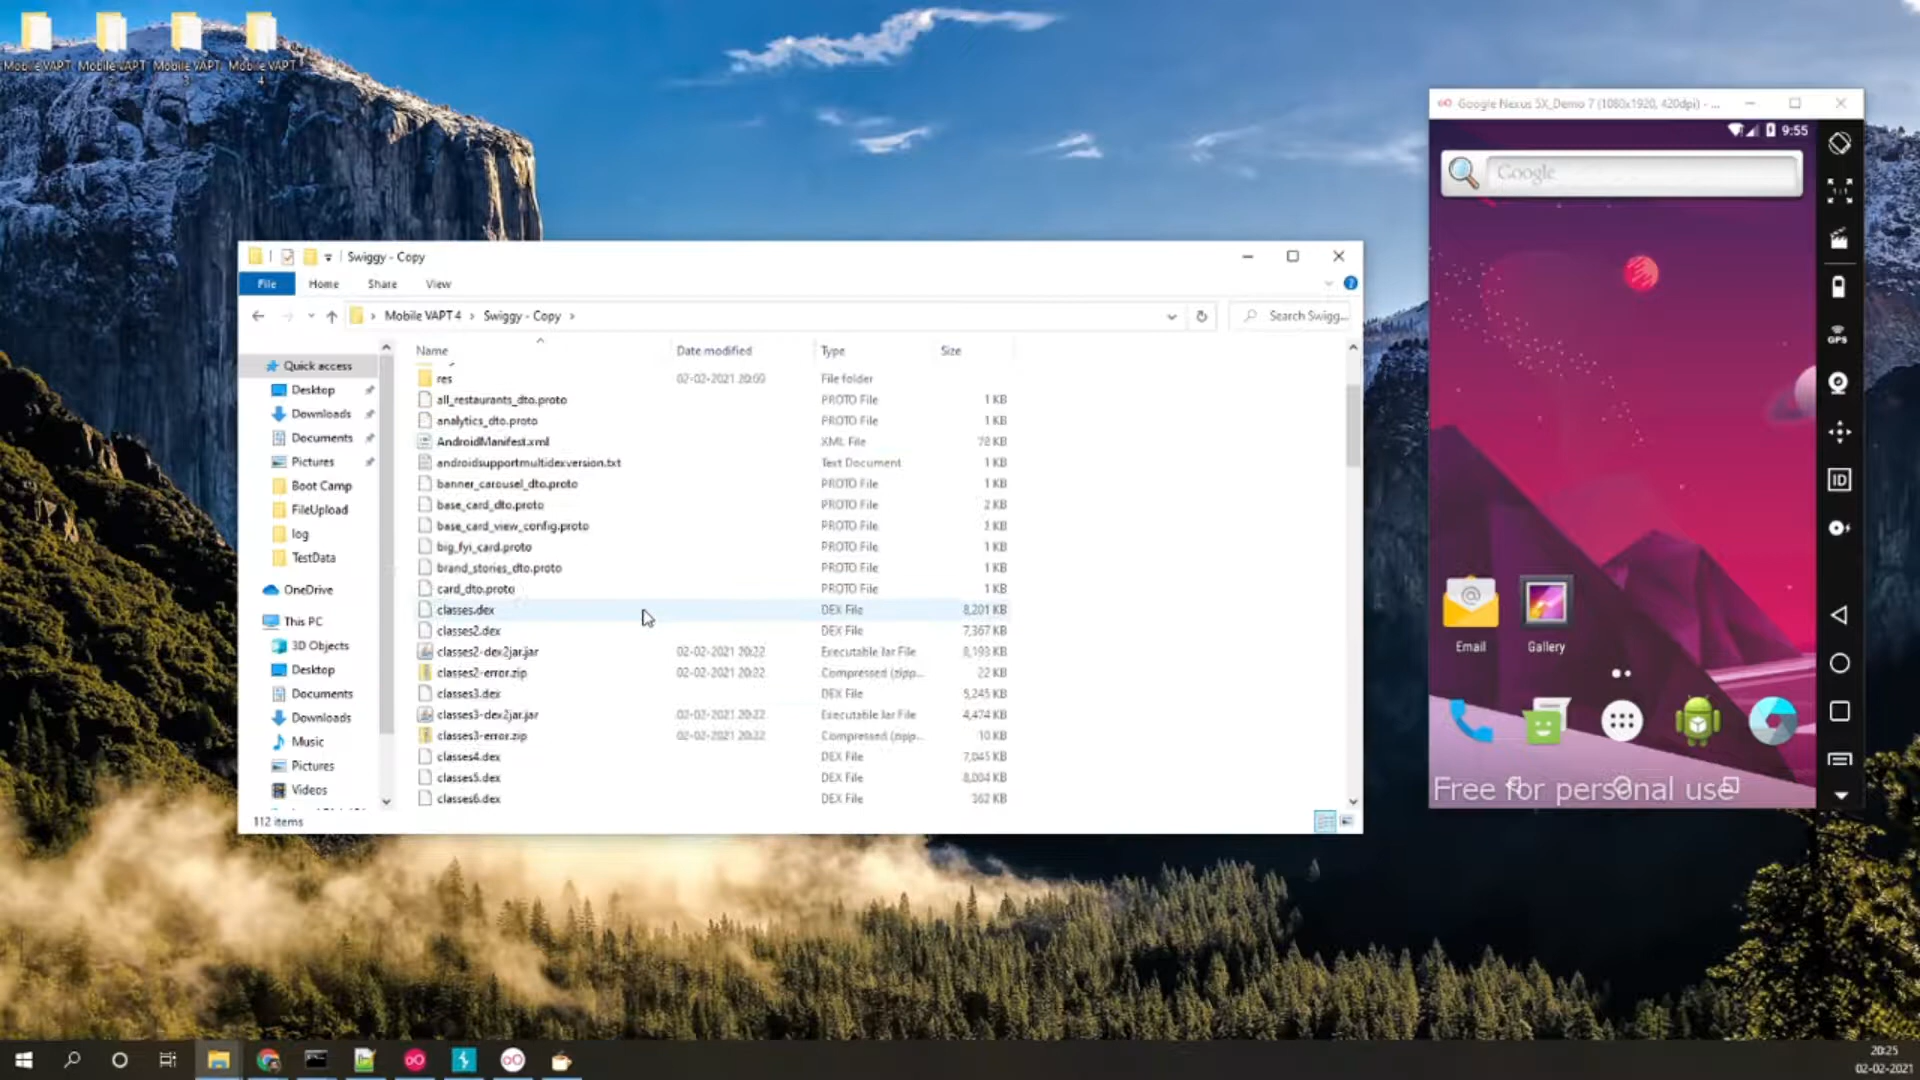 Mobile VAPT Mobile VAPT Mobile VAPT Mobile VAPT
4
Google Nexus 5X_Demo 7 (1080x1920, 420dpi) - ...
9:55
Google
1:1
GPS
ID
Email
Gallery
Free for personal use
Swiggy - Copy
File Home Share View
Mobile VAPT 4 > Swiggy - Copy >
Search Swigg...
Name Date modified Type Size
res 02-02-2021 20:09 File folder
all_restaurants_dto.proto PROTO File 1 KB
analytics_dto.proto PROTO File 1 KB
AndroidManifest.xml XML File 78 KB
androidsupportmultidexversion.txt Text Document 1 KB
banner_carousel_dto.proto PROTO File 1 KB
base_card_dto.proto PROTO File 2 KB
base_card_view_config.proto PROTO File KB
big_fyi_card.proto PROTO File 1 KB
brand_stories_dto.proto PROTO File 1 KB
card_dto.proto PROTO File 1 KB
classes.dex DEX File 8,201 KB
classes2.dex DEX File 7,367 KB
classes2-dex2jar.jar 02-02-2021 20:22 Executable Jar File 8,193 KB
classes2-error.zip 02-02-2021 20:22 Compressed (zipp... 22 KB
classes3.dex DEX File 5,245 KB
classes3-dex2jar.jar 02-02-2021 20:22 Executable Jar File 4,474 KB
classes3-error.zip 02-02-2021 20:22 Compressed (zipp... 10 KB
classes4.dex DEX File 7,045 KB
classes5.dex DEX File 8,004 KB
classes6.dex DEX File 362 KB
Quick access
Desktop
Downloads
Documents
Pictures
Boot Camp
FileUpload
log
TestData
OneDrive
This PC
3D Objects
Desktop
Documents
Downloads
Music
Pictures
Videos
112 items
20:25
02-02-2021